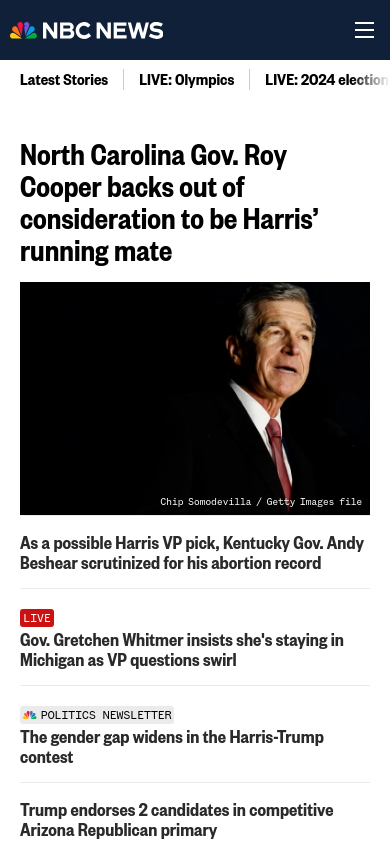 NBC NEWS
Latest Stories
LIVE: Olympics
LIVE: 2024 election
North Carolina Gov. Roy
Cooper backs out of
consideration to be Harris’
running mate
Chip Somodevilla / Getty Images file
As a possible Harris VP pick, Kentucky Gov. Andy
Beshear scrutinized for his abortion record
LIVE
Gov. Gretchen Whitmer insists she's staying in
Michigan as VP questions swirl
POLITICS NEWSLETTER
The gender gap widens in the Harris-Trump
contest
Trump endorses 2 candidates in competitive
Arizona Republican primary